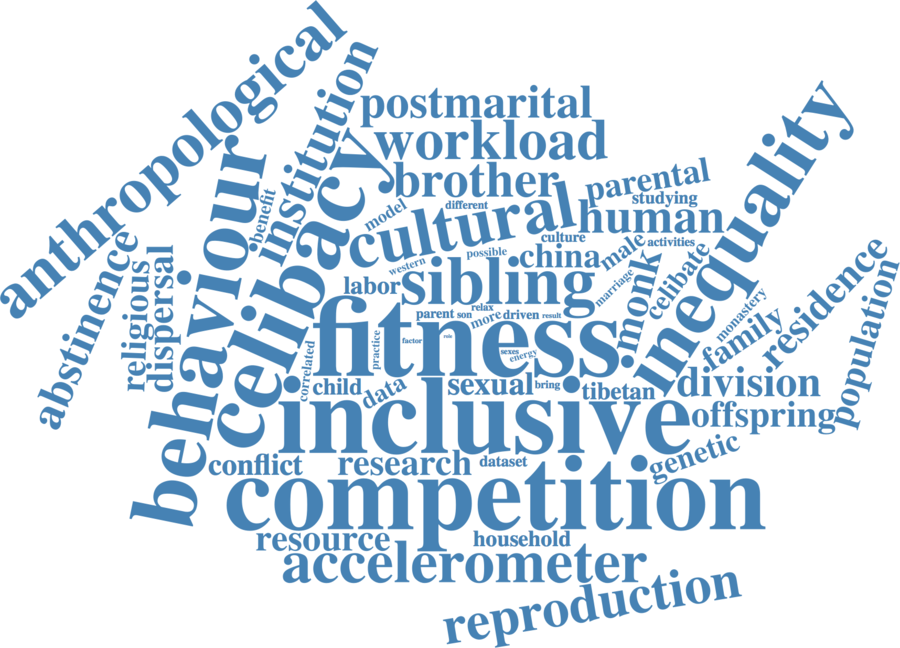 anthropological
institution
postmarital
workload
brother
behaviour
celibacy
benefit
model
different
cultural
parental
studying
human
inequality
abstinence
religious
dispersal
culture
activities
possible
western
china
male
monk
celibate
labor
sibling
marriage
monastery
residence
population
relax
parent
son
more
driven
result
fitness
practice
factor
role
sexes
energy
family
correlated
child
data
sexual
bring
tibetan
division
inclusive
offspring
conflict
research
dataset
genetic
competition
resource
household
accelerometer
reproduction